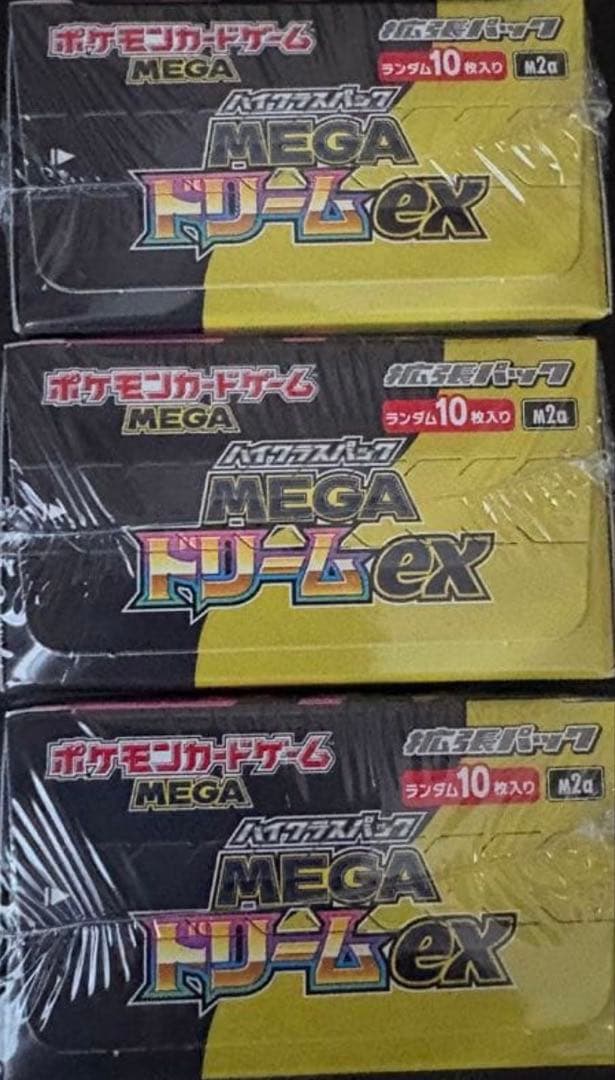 ポケモンカードゲーム
MEGA
拡張パック
ランダム10枚入り M2a
ハイクラスパック
MEGA
ドリームex
ポケモンカードゲーム
MEGA
拡張パック
ランダム10枚入り M2a
ハイクラスパック
MEGA
ドリームex
ポケモンカードゲーム
MEGA
拡張パック
ランダム10枚入り M2a
ハイクラスパック
MEGA
ドリームex